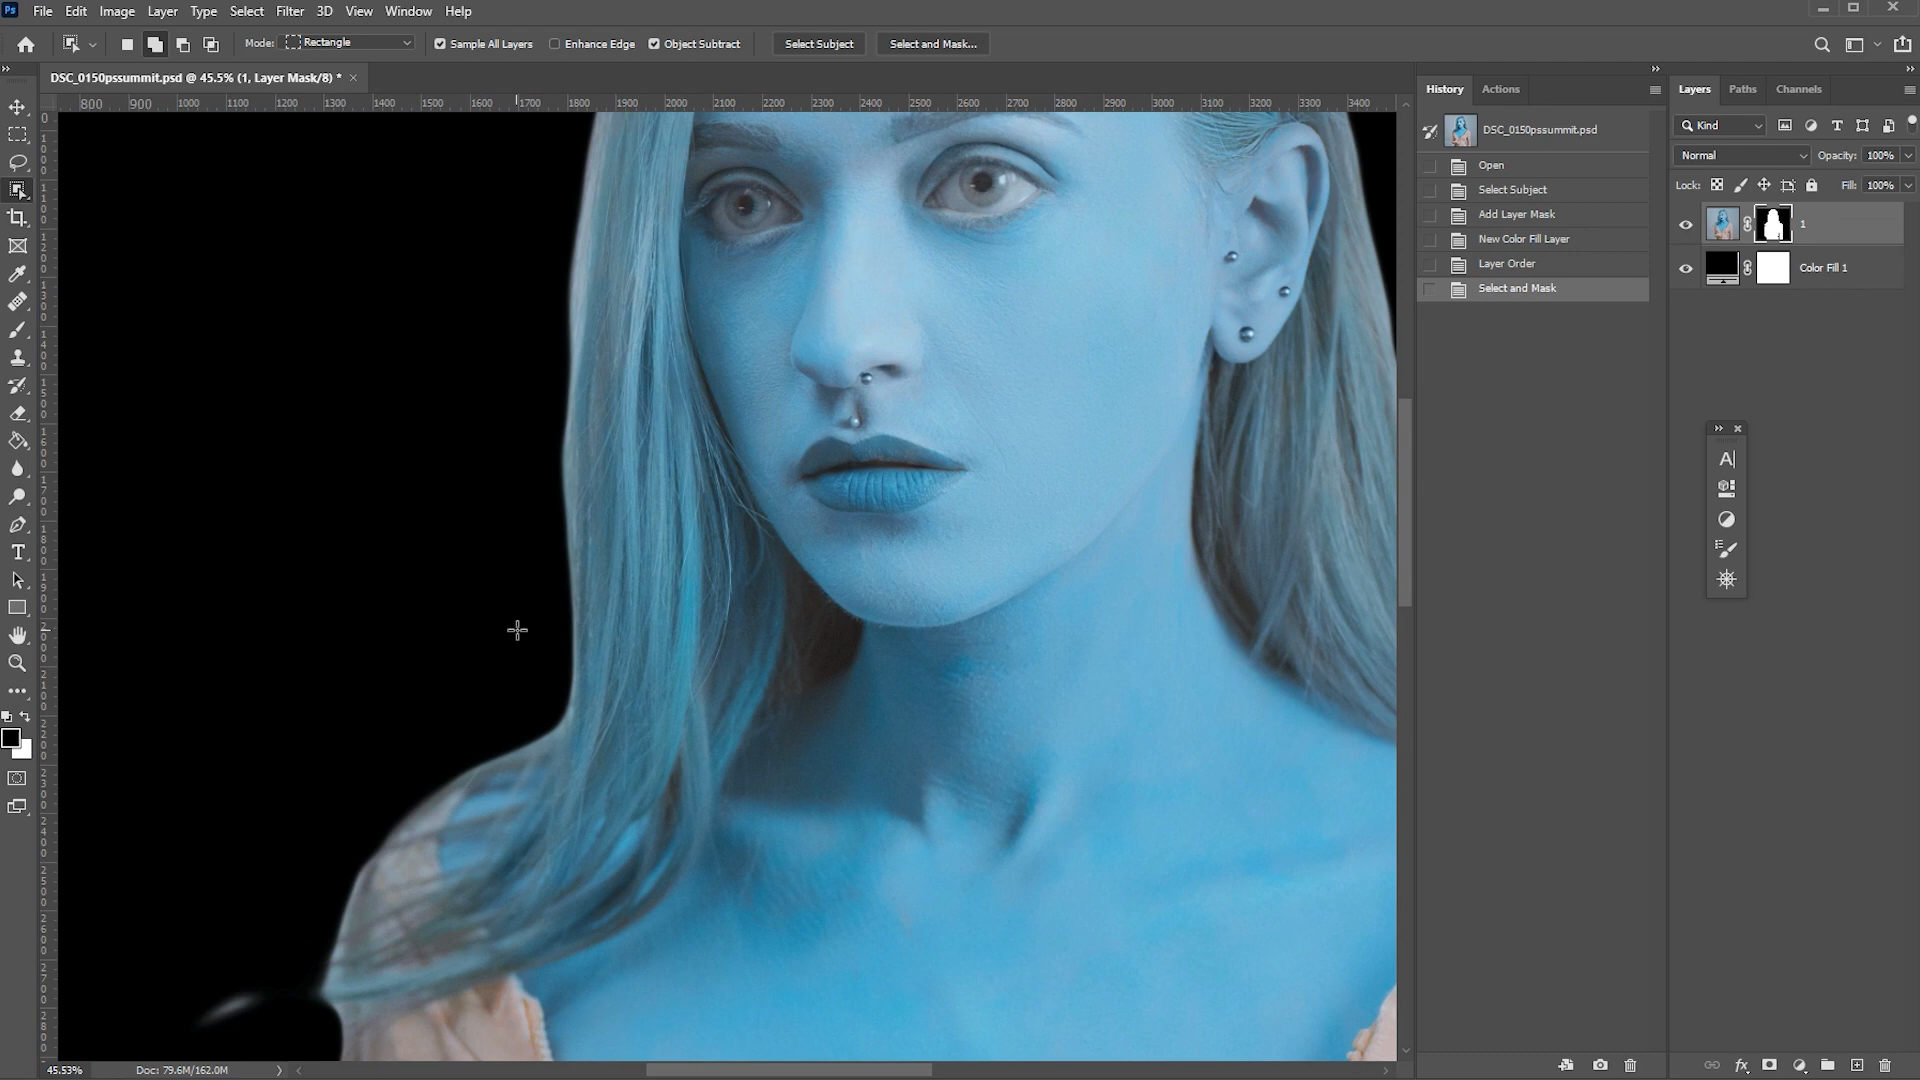 Ps File Edit Image Layer Type Select Filter 3D View Window Help
Mode: Rectangle Sample All Layers Enhance Edge Object Subtract Select Subject Select and Mask...
DSC_0150pssummit.psd @ 45.5% (1, Layer Mask/8) *
800 900 1000 1100 1200 1300 1400 1500 1600 1700 1800 1900 2000 2100 2200 2300 2400 2500 2600 2700 2800 2900 3000 3100 3200 3300 3400
History Actions
DSC_0150pssummit.psd
Open
Select Subject
Add Layer Mask
New Color Fill Layer
Layer Order
Select and Mask
Layers Paths Channels
Kind
Normal Opacity: 100%
Lock: Fill: 100%
1
Color Fill 1
45.53% Doc: 79.6M/162.0M